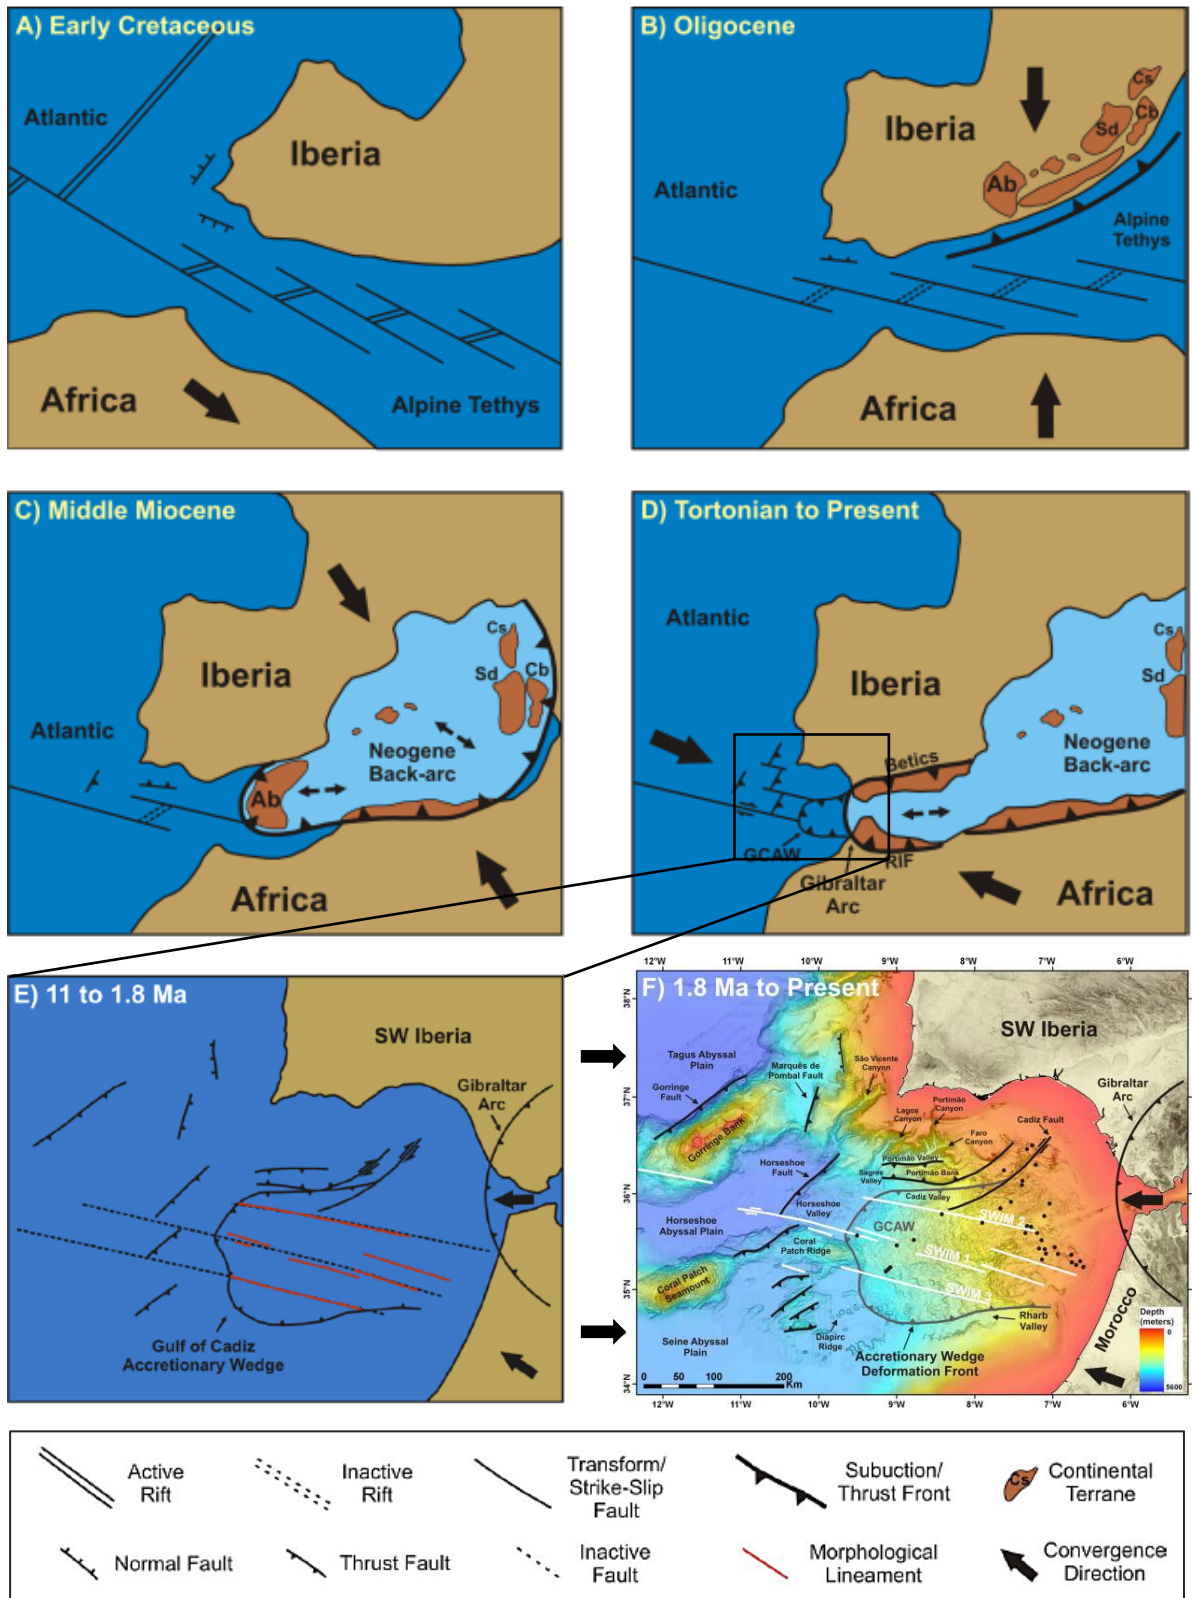 A) Early Cretaceous
Atlantic
Iberia
Africa
Alpine Tethys
B) Oligocene
Cs
Cb
Sd
Iberia
Ab
Atlantic
Alpine
Tethys
Africa
C) Middle Miocene
Cs
Sd
Cb
Iberia
Atlantic
Neogene
Back-arc
Ab
Africa
D) Tortonian to Present
Atlantic
Cs
Sd
Iberia
Neogene
Back-arc
Betics
GCAW
RIF
Gibraltar
Arc
Africa
E) 11 to 1.8 Ma
SW Iberia
Gibraltar
Arc
Gulf of Cadiz
Accretionary Wedge
12°W
11°W
10°W
9°W
8°W
7°W
6°W
F) 1.8 Ma to Present
38°N
37°N
36°N
35°N
34°N
SW Iberia
Tagus Abyssal
Plain
Marquês de
Pombal Fault
São Vicente
Canyon
Gibraltar
Arc
Gorringe
Fault
Gorringe Bank
Lagos
Canyon
Portimão
Canyon
Cadiz Fault
Faro
Canyon
Portimão Valley
Horseshoe
Fault
Sagres
Valley
Portimao Bank
Cadiz Valley
Horseshoe
Valley
SWIM 2
Horseshoe
Abyssal Plain
GCAW
Coral
Patch Ridge
SWIM 1
Coral Patch
Seamount
SWIM 3
Morocco
Depth
(meters)
0
5600
Rharb
Valley
Diapirc
Ridge
Seine Abyssal
Plain
Accretionary Wedge
Deformation Front
0 50 100 200
Km
12°W
11°W
10°W
9°W
8°W
7°W
6°W
Active
Rift
Inactive
Rift
Transform/
Strike-Slip
Fault
Subuction/
Thrust Front
Cs
Continental
Terrane
Normal Fault
Thrust Fault
Inactive
Fault
Morphological
Lineament
Convergence
Direction